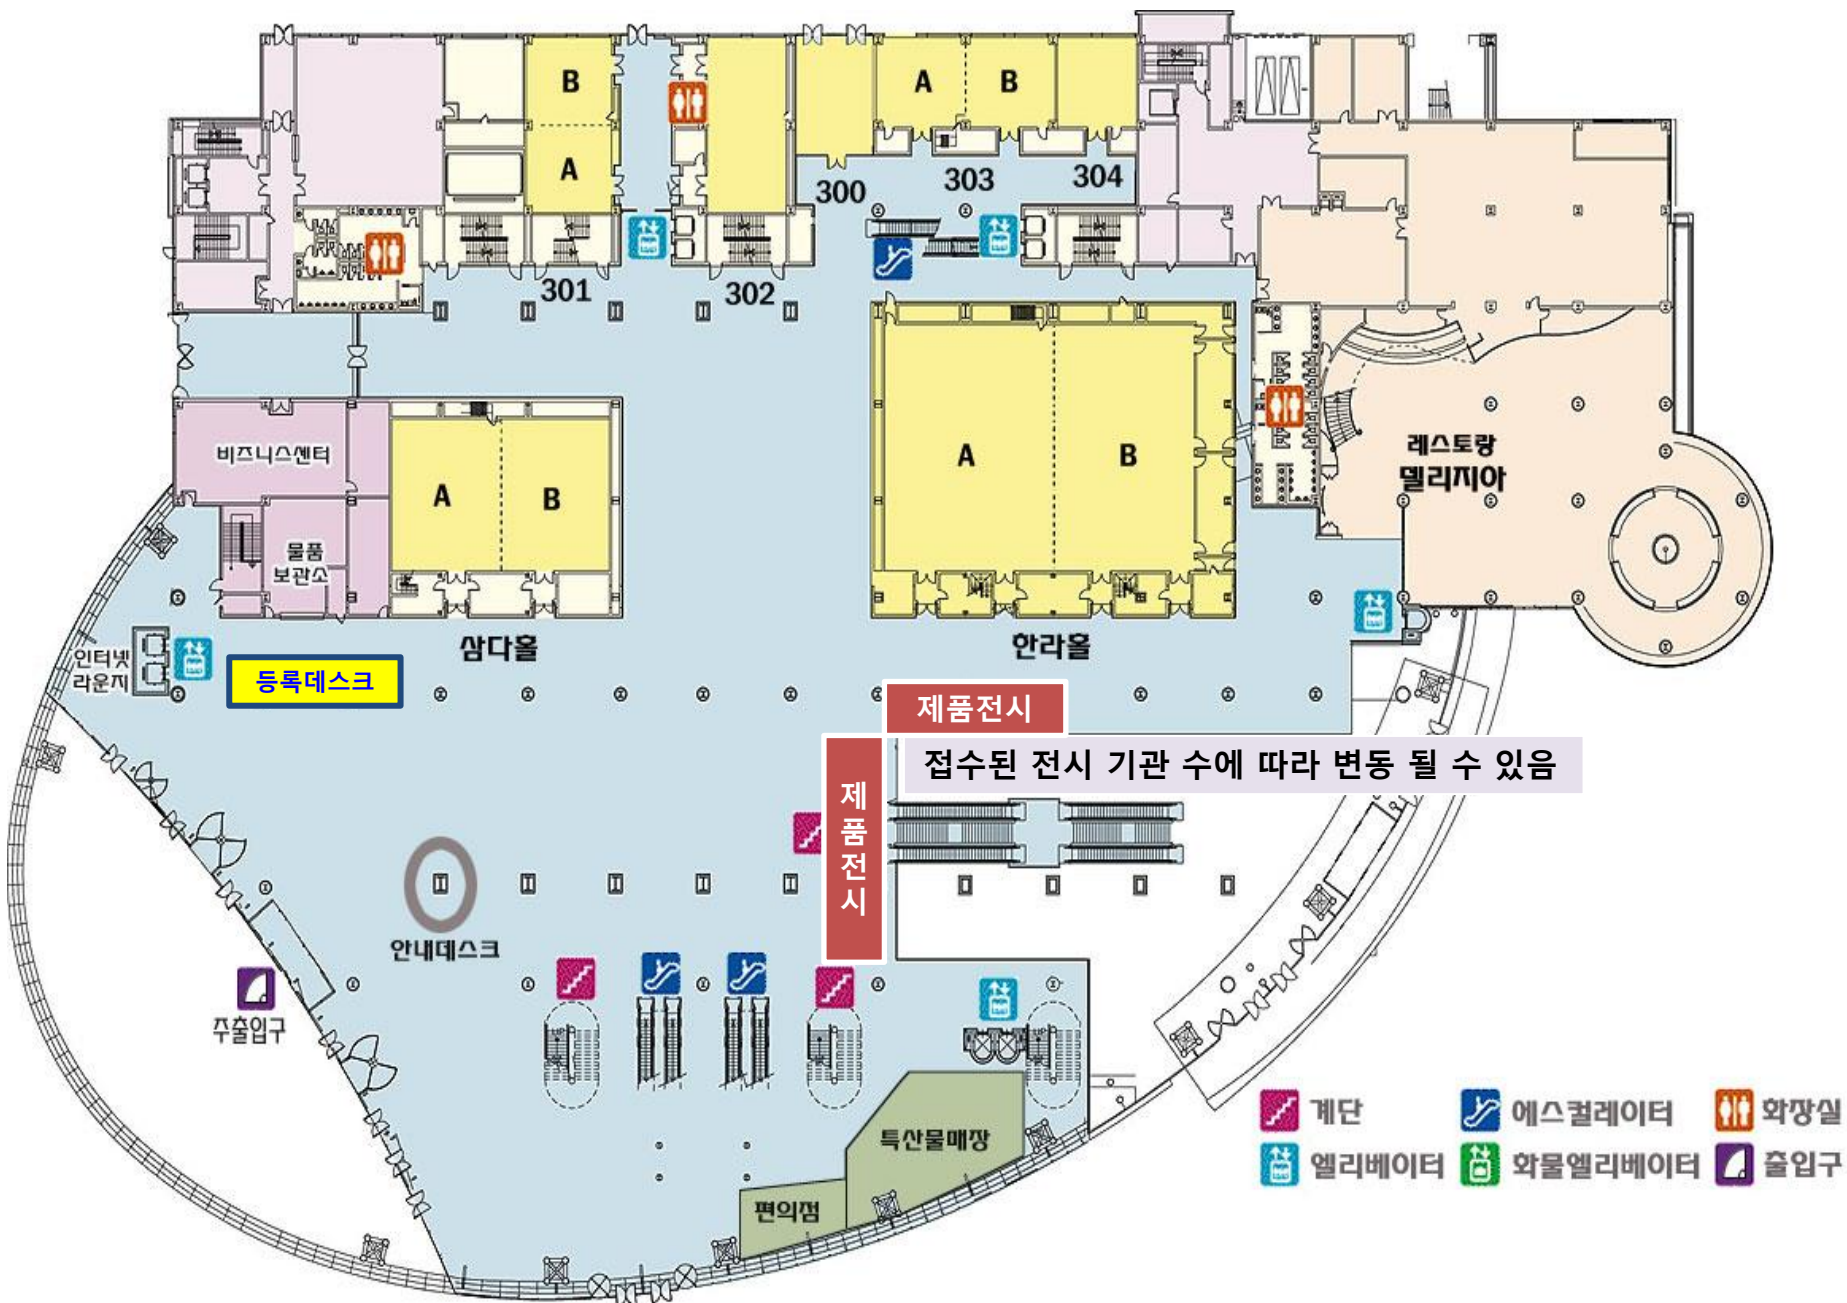 B
A
B
A
300
303
304
301
302
비즈니스센터
A
B
A
B
레스토랑
델리지아
물품
보관소
삼다홀
한라홀
인터넷
라운지
등록데스크
제품전시
접수된 전시 기관 수에 따라 변동 될 수 있음
제
품
전
시
안내데스크
주출입구
특산물매장
편의점
계단
에스컬레이터
화장실
엘리베이터
화물엘리베이터
출입구